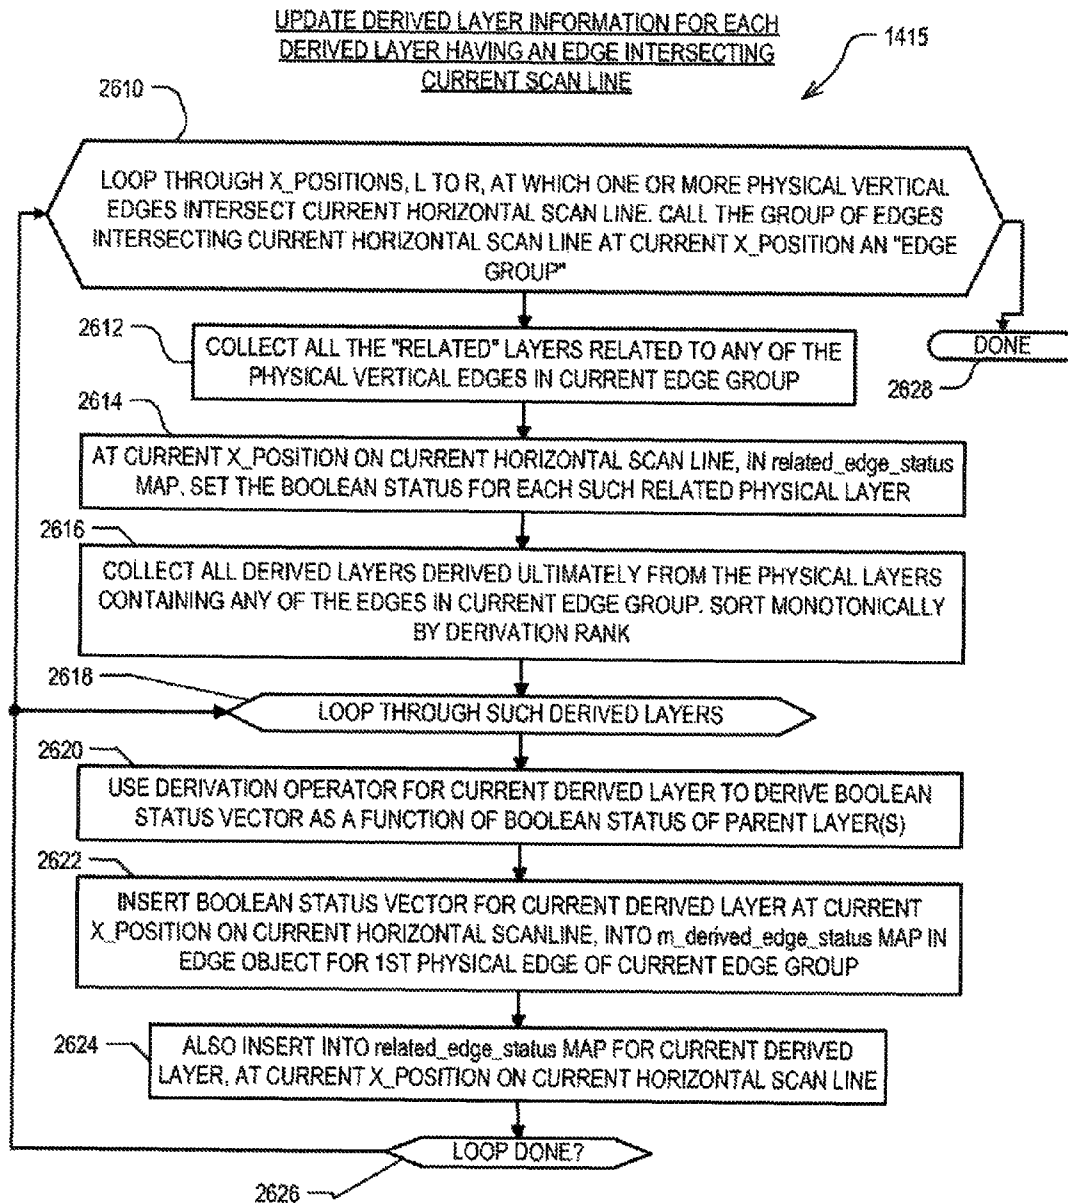 UPDATE DERIVED LAYER INFORMATION FOR EACH
DERIVED LAYER HAVING AN EDGE INTERSECTING
CURRENT SCAN LINE
1415
2610
LOOP THROUGH X_POSITIONS, L TO R, AT WHICH ONE OR MORE PHYSICAL VERTICAL
EDGES INTERSECT CURRENT HORIZONTAL SCAN LINE. CALL THE GROUP OF EDGES
INTERSECTING CURRENT HORIZONTAL SCAN LINE AT CURRENT X_POSITION AN "EDGE
GROUP"
2612
COLLECT ALL THE "RELATED" LAYERS RELATED TO ANY OF THE
PHYSICAL VERTICAL EDGES IN CURRENT EDGE GROUP
DONE
2628
2614
AT CURRENT X_POSITION ON CURRENT HORIZONTAL SCAN LINE, IN related_edge_status
MAP, SET THE BOOLEAN STATUS FOR EACH SUCH RELATED PHYSICAL LAYER
2616
COLLECT ALL DERIVED LAYERS DERIVED ULTIMATELY FROM THE PHYSICAL LAYERS
CONTAINING ANY OF THE EDGES IN CURRENT EDGE GROUP. SORT MONOTONICALLY
BY DERIVATION RANK
2618
LOOP THROUGH SUCH DERIVED LAYERS
2620
USE DERIVATION OPERATOR FOR CURRENT DERIVED LAYER TO DERIVE BOOLEAN
STATUS VECTOR AS A FUNCTION OF BOOLEAN STATUS OF PARENT LAYER(S)
2622
INSERT BOOLEAN STATUS VECTOR FOR CURRENT DERIVED LAYER AT CURRENT
X_POSITION ON CURRENT HORIZONTAL SCANLINE, INTO m_derived_edge_status MAP IN
EDGE OBJECT FOR 1ST PHYSICAL EDGE OF CURRENT EDGE GROUP
2624
ALSO INSERT INTO related_edge_status MAP FOR CURRENT DERIVED
LAYER, AT CURRENT X_POSITION ON CURRENT HORIZONTAL SCAN LINE
LOOP DONE?
2626